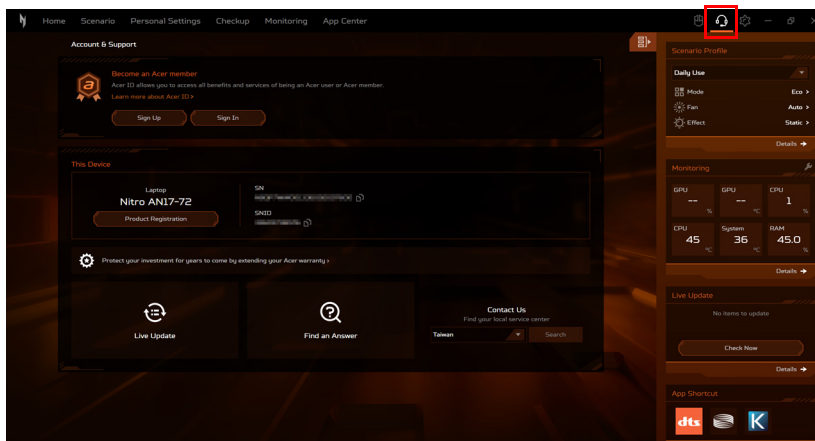 Home Scenario Personal Settings Checkup Monitoring App Center
Account & Support
Become an Acer member
Acer ID allows you to access all benefits and services of being an Acer user or Acer member.
Learn more about Acer ID >
Sign Up Sign In
This Device
Laptop
Nitro AN17-72
Product Registration
SN
SNID
Protect your investment for years to come by extending your Acer warranty >
Live Update
Find an Answer
Contact Us
Find your local service center
Taiwan Search
Scenario Profile
Daily Use
Mode Eco >
Fan Auto >
Effect Static >
Details →
Monitoring
GPU GPU CPU
-- -- 1
% °C %
CPU System RAM
45 36 45.0
°C °C %
Details →
Live Update
No items to update
Check Now
Details →
App Shortcut
dts K